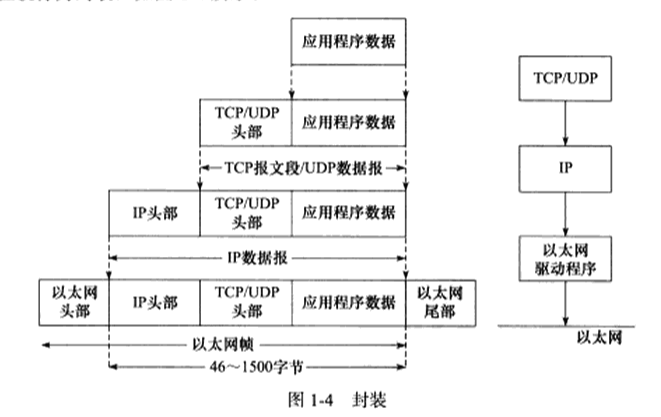 应用程序数据
TCP/UDP
头部
应用程序数据
TCP报文段/UDP数据报
IP头部
TCP/UDP
头部
应用程序数据
IP数据报
以太网
头部
IP头部
TCP/UDP
头部
应用程序数据
以太网
尾部
以太网帧
46～1500字节
TCP/UDP
IP
以太网
驱动程序
以太网
图 1-4 封装